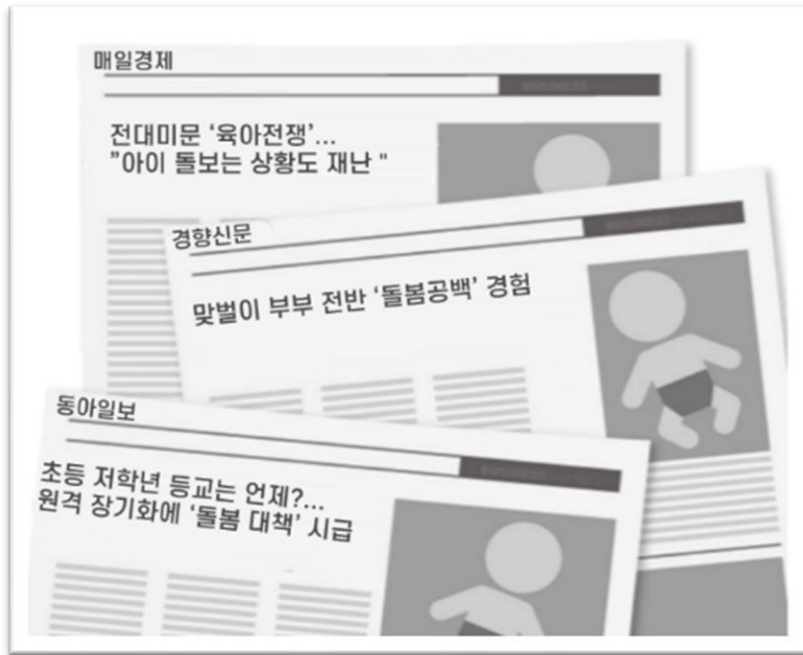 매일경제
BUSINESS
전대미문 ‘육아전쟁’...
”아이 돌보는 상황도 재난 "
경향신문
BUSINESS
맞벌이 부부 전반 ‘돌봄공백’ 경험
동아일보
BUSINESS
초등 저학년 등교는 언제?...
원격 장기화에 ‘돌봄 대책’ 시급